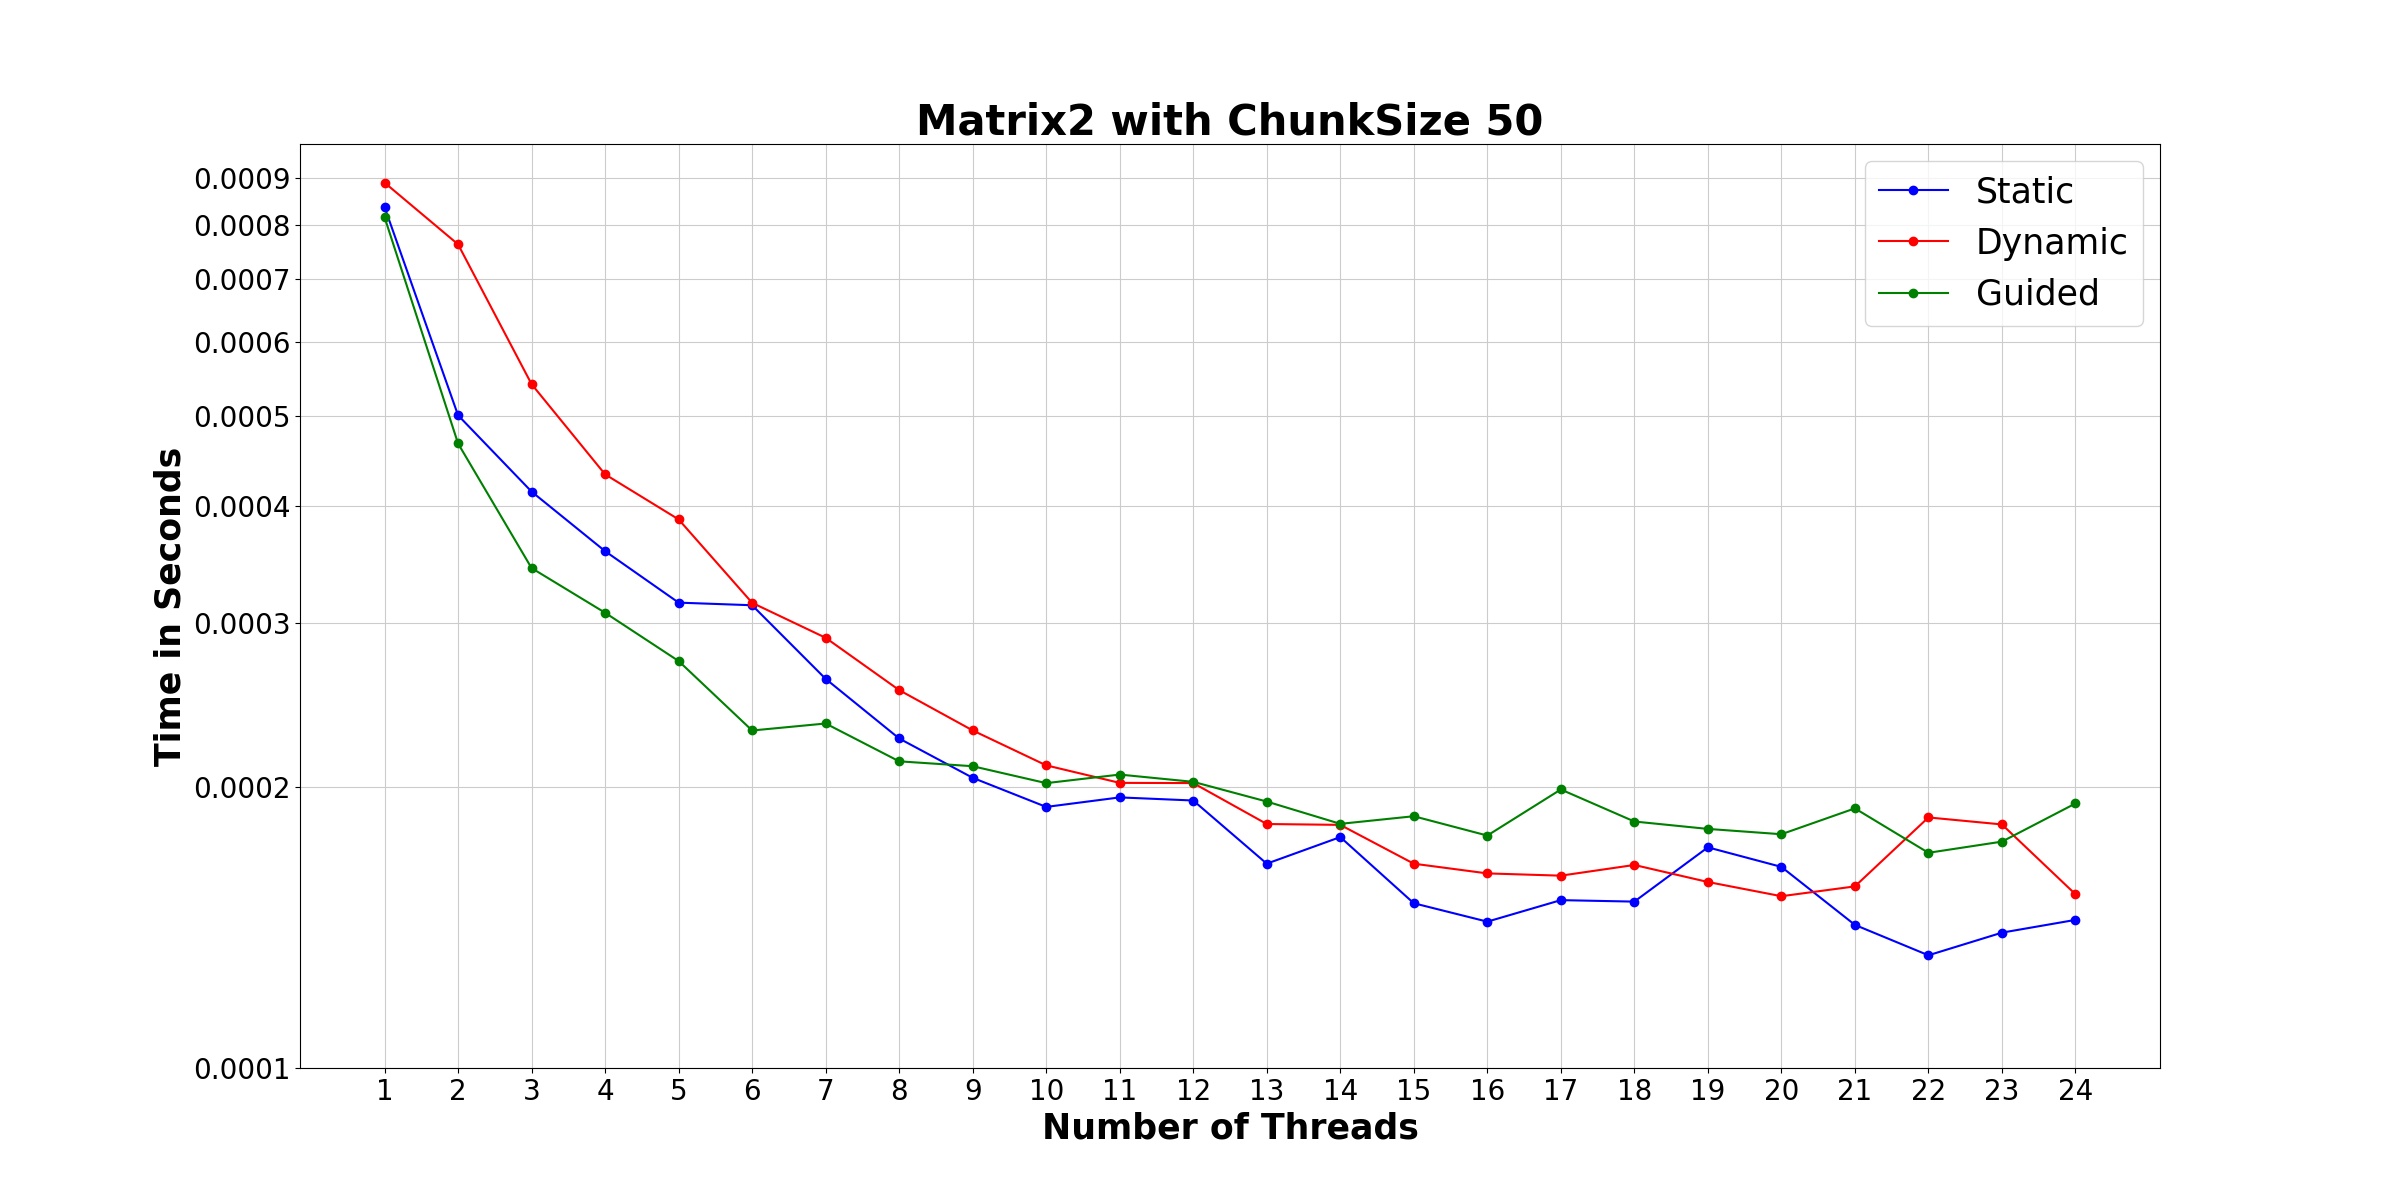 Matrix2 with ChunkSize 50
0.0009
0.0008
0.0007
0.0006
0.0005
0.0004
0.0003
0.0002
0.0001
Time in Seconds
Static
Dynamic
Guided
1 2 3 4 5 6 7 8 9 10 11 12 13 14 15 16 17 18 19 20 21 22 23 24
Number of Threads